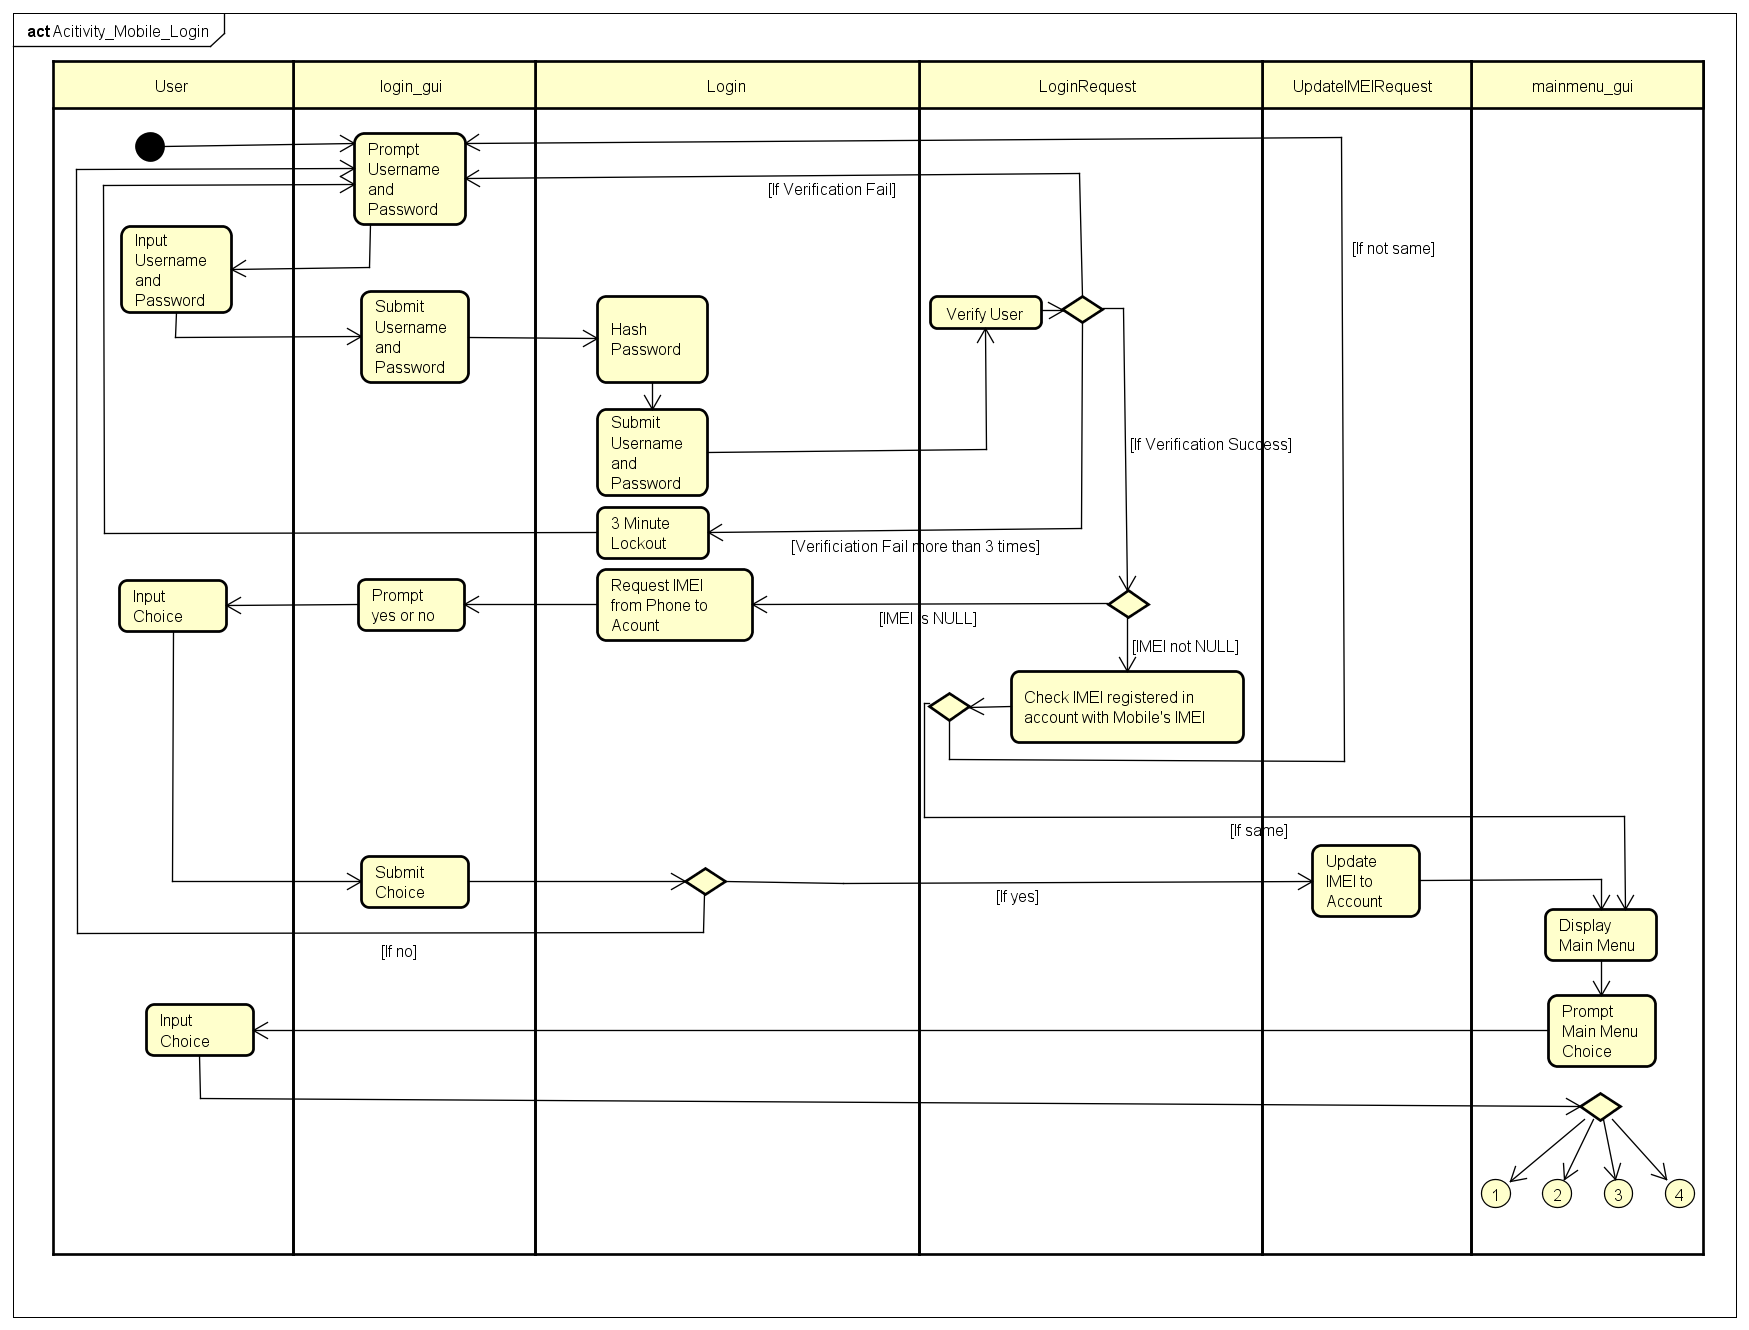 act Acitivity_Mobile_Login
User
login_gui
Login
LoginRequest
UpdateIMEIRequest
mainmenu_gui
Prompt
Username
and
Password
[If Verification Fail]
Input
Username
and
Password
[If not same]
Submit
Username
and
Password
Hash
Password
Verify User
Submit
Username
and
Password
[If Verification Success]
3 Minute
Lockout
[Verificiation Fail more than 3 times]
Input
Choice
Prompt
yes or no
Request IMEI
from Phone to
Acount
[IMEI is NULL]
[IMEI not NULL]
Check IMEI registered in
account with Mobile's IMEI
[If same]
Submit
Choice
[If yes]
Update
IMEI to
Account
[If no]
Display
Main Menu
Input
Choice
Prompt
Main Menu
Choice
1
2
3
4